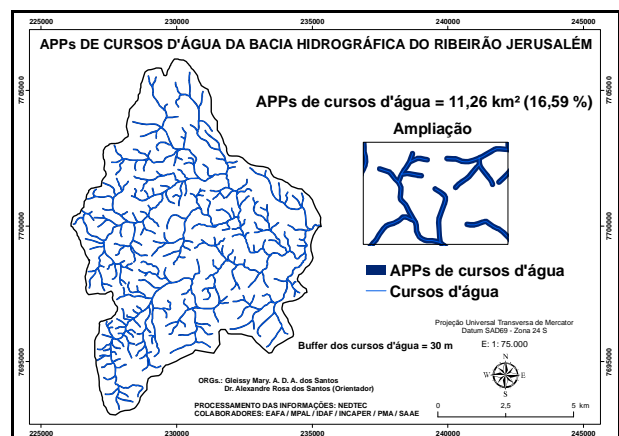 225000 230000 235000 240000 245000
APPs DE CURSOS D'ÁGUA DA BACIA HIDROGRÁFICA DO RIBEIRÃO JERUSALÉM
7705000 7705000
APPs de cursos d'água = 11,26 km² (16,59 %)
Ampliação
7700000 7700000
APPs de cursos d'água
Cursos d'água
Projeção Universal Transversa de Mercator
Datum SAD69 - Zona 24 S
E: 1: 75.000
Buffer dos cursos d'água = 30 m
7695000 7695000
N
W E
S
ORGs.: Gleissy Mary. A. D. A. dos Santos
Dr. Alexandre Rosa dos Santos (Orientador)
PROCESSAMENTO DAS INFORMAÇÕES: NEDTEC
COLABORADORES: EAFA / MPAL / IDAF / INCAPER / PMA / SAAE
0 2,5 5 km
225000 230000 235000 240000 245000